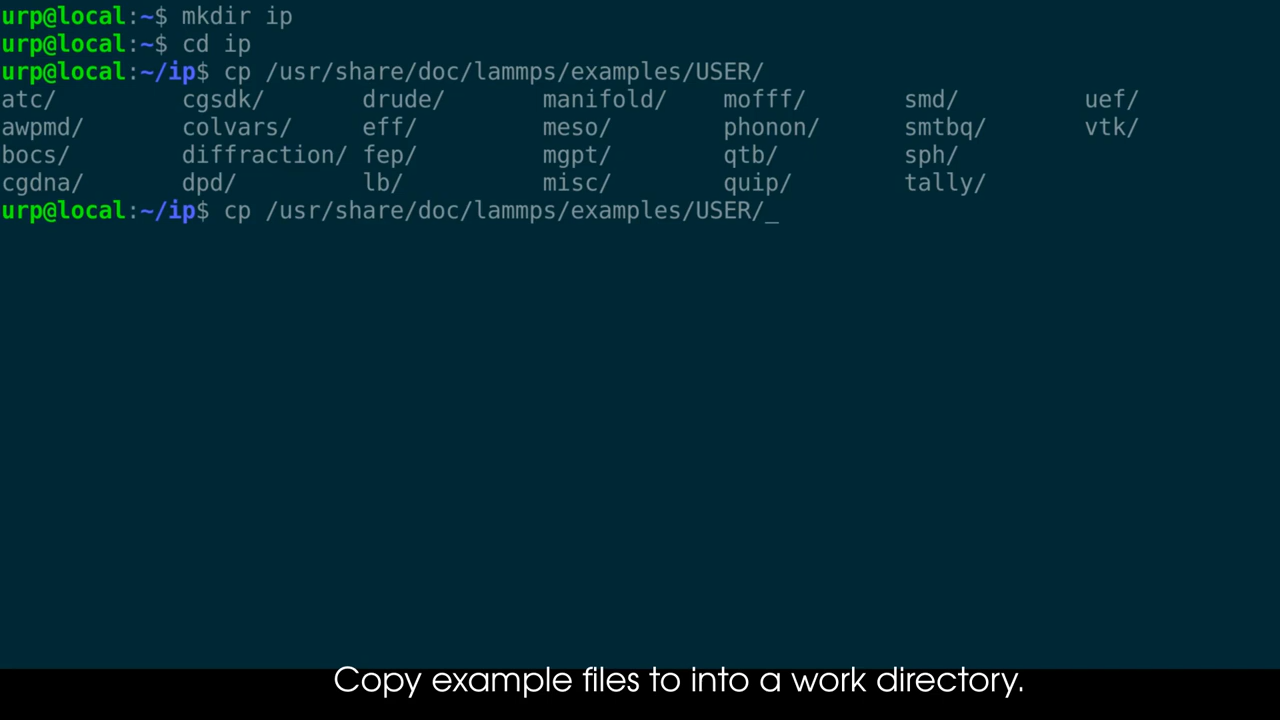 urp@local:~$ mkdir ip
urp@local:~$ cd ip
urp@local:~/ip$ cp /usr/share/doc/lammps/examples/USER/
atc/ cgsdk/ drude/ manifold/ mofff/ smd/ uef/
awpmd/ colvars/ eff/ meso/ phonon/ smtbq/ vtk/
bocs/ diffraction/ fep/ mgpt/ qtb/ sph/
cgdna/ dpd/ lb/ misc/ quip/ tally/
urp@local:~/ip$ cp /usr/share/doc/lammps/examples/USER/_
Copy example files to into a work directory.